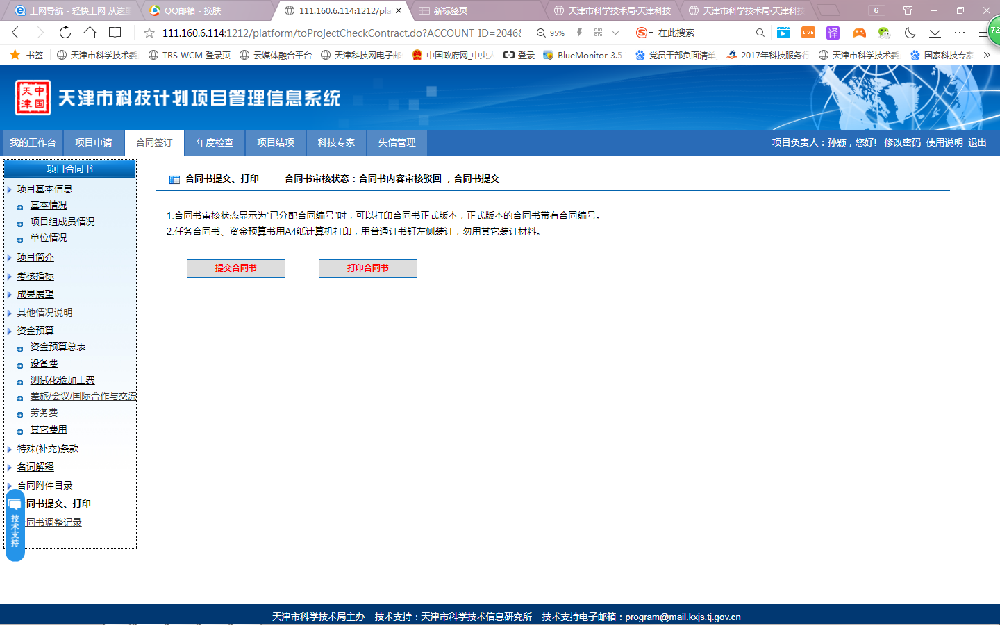 上网导航 - 轻快上网 从这里
QQ邮箱 - 换肤
111.160.6.114:1212/pla
新标签页
天津市科学技术局-天津科技
天津市科学技术局-天津科技
6
111.160.6.114:1212/platform/toProjectCheckContract.do?ACCOUNT_ID=2046&
95%
在此搜索
LIVE
译
72
书签
天津市科学技术委
TRS WCM 登录页
云媒体融合平台
天津科技网电子邮
中国政府网_中央人
登录
BlueMonitor 3.5
党员干部负面清单
2017年科技服务行
天津市科学技术委
国家科技专家
天津
中国
天津市科技计划项目管理信息系统
我的工作台
项目申请
合同签订
年度检查
项目结项
科技专家
失信管理
项目负责人：孙颖，您好!
修改密码
使用说明
退出
项目合同书
项目基本信息
基本情况
项目组成员情况
单位情况
项目简介
考核指标
成果展望
其他情况说明
资金预算
资金预算总表
设备费
测试化验加工费
差旅/会议/国际合作与交流
劳务费
其它费用
特殊(补充)条款
名词解释
合同附件目录
合同书提交、打印
合同书调整记录
技术支持
合同书提交、打印
合同书审核状态：合同书内容审核驳回 ，合同书提交
1.合同书审核状态显示为“已分配合同编号”时，可以打印合同书正式版本，正式版本的合同书带有合同编号。
2.任务合同书、资金预算书用A4纸计算机打印，用普通订书钉左侧装订，勿用其它装订材料。
提交合同书
打印合同书
天津市科学技术局主办 技术支持：天津市科学技术信息研究所 技术支持电子邮箱：program@mail.kxjs.tj.gov.cn